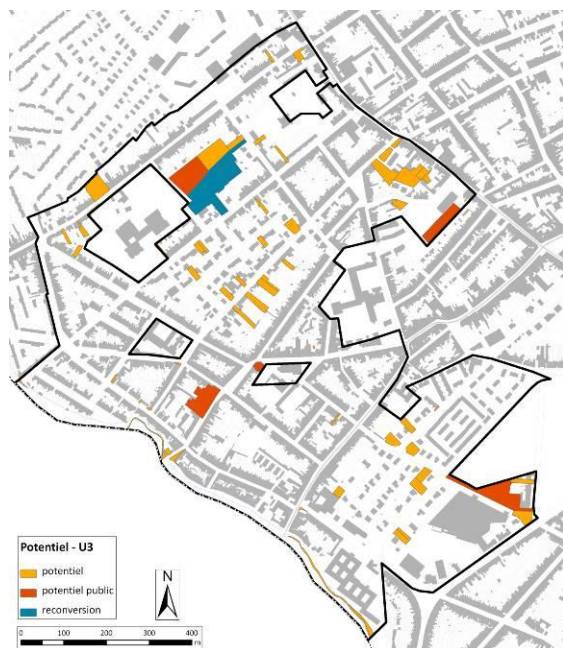 Potentiel - U3
potentiel
potentiel public
reconversion
N
0 100 200 300 400
m